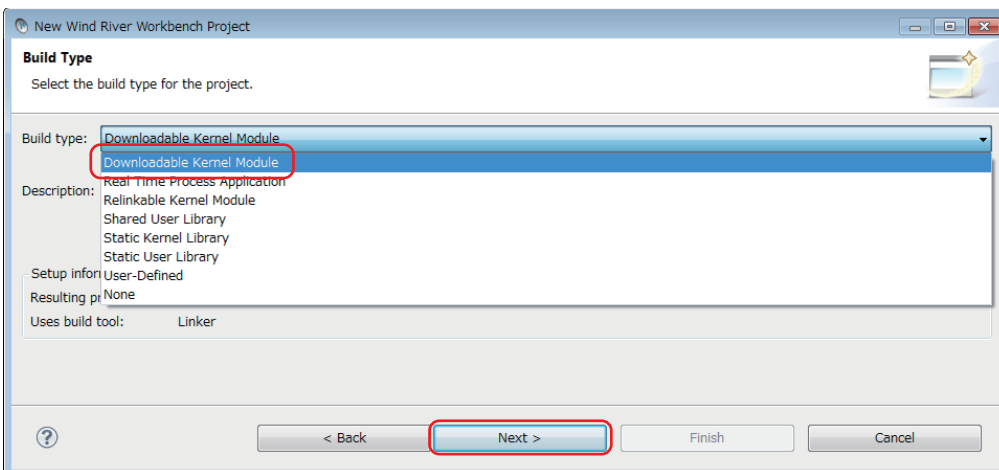 New Wind River Workbench Project
Build Type
Select the build type for the project.
Build type: Downloadable Kernel Module
Downloadable Kernel Module
Real Time Process Application
Description:
Relinkable Kernel Module
Shared User Library
Static Kernel Library
Static User Library
Setup infor
User-Defined
Resulting pr
None
Uses build tool: Linker
? < Back Next > Finish Cancel